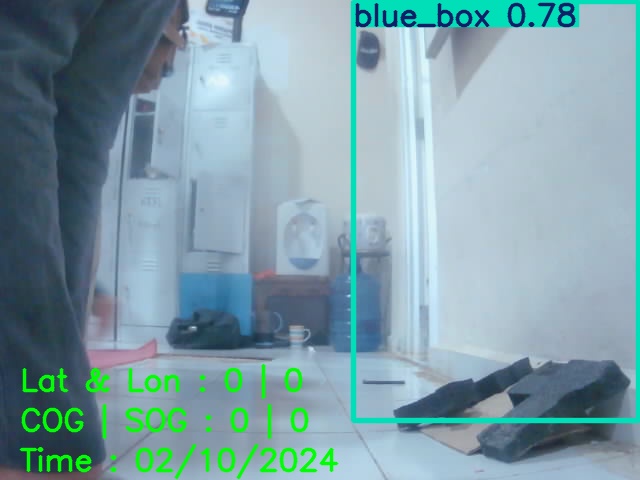 blue_box 0.78
Lat & Lon : 0 | 0
COG | SOG : 0 | 0
Time : 02/10/2024